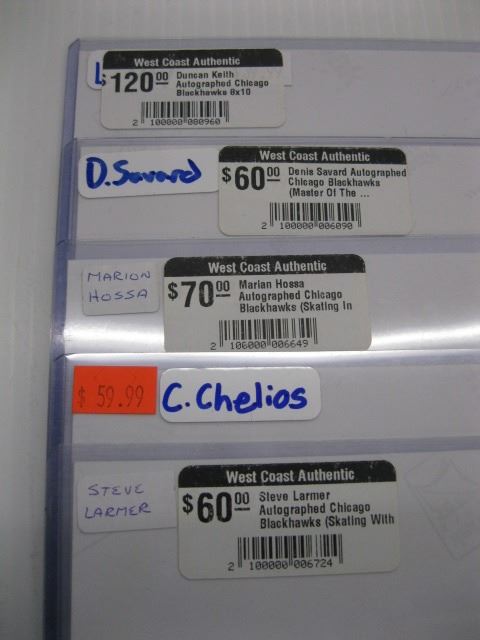 West Coast Authentic
$120 00 Duncan Keith
Autographed Chicago
Blackhawks 8x10
2 100000 000960
D. Savard
West Coast Authentic
$60 00 Denis Savard Autographed
Chicago Blackhawks
(Master Of The ...
2 100000 006090
MARION
HOSSA
West Coast Authentic
$70 00 Marian Hossa
Autographed Chicago
Blackhawks (Skating In
2 100000 006649
$ 59.99
C. Chelios
STEVE
LARMER
West Coast Authentic
$60 00 Steve Larmer
Autographed Chicago
Blackhawks (Skating With
2 100000 006724